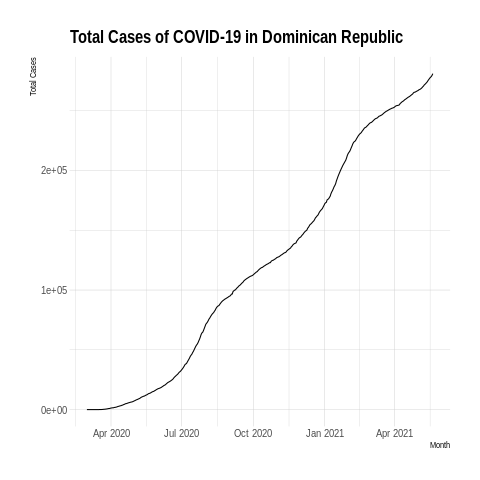 Total Cases of COVID-19 in Dominican Republic
Total Cases
2e+05
1e+05
0e+00
Apr 2020 Jul 2020 Oct 2020 Jan 2021 Apr 2021
Month